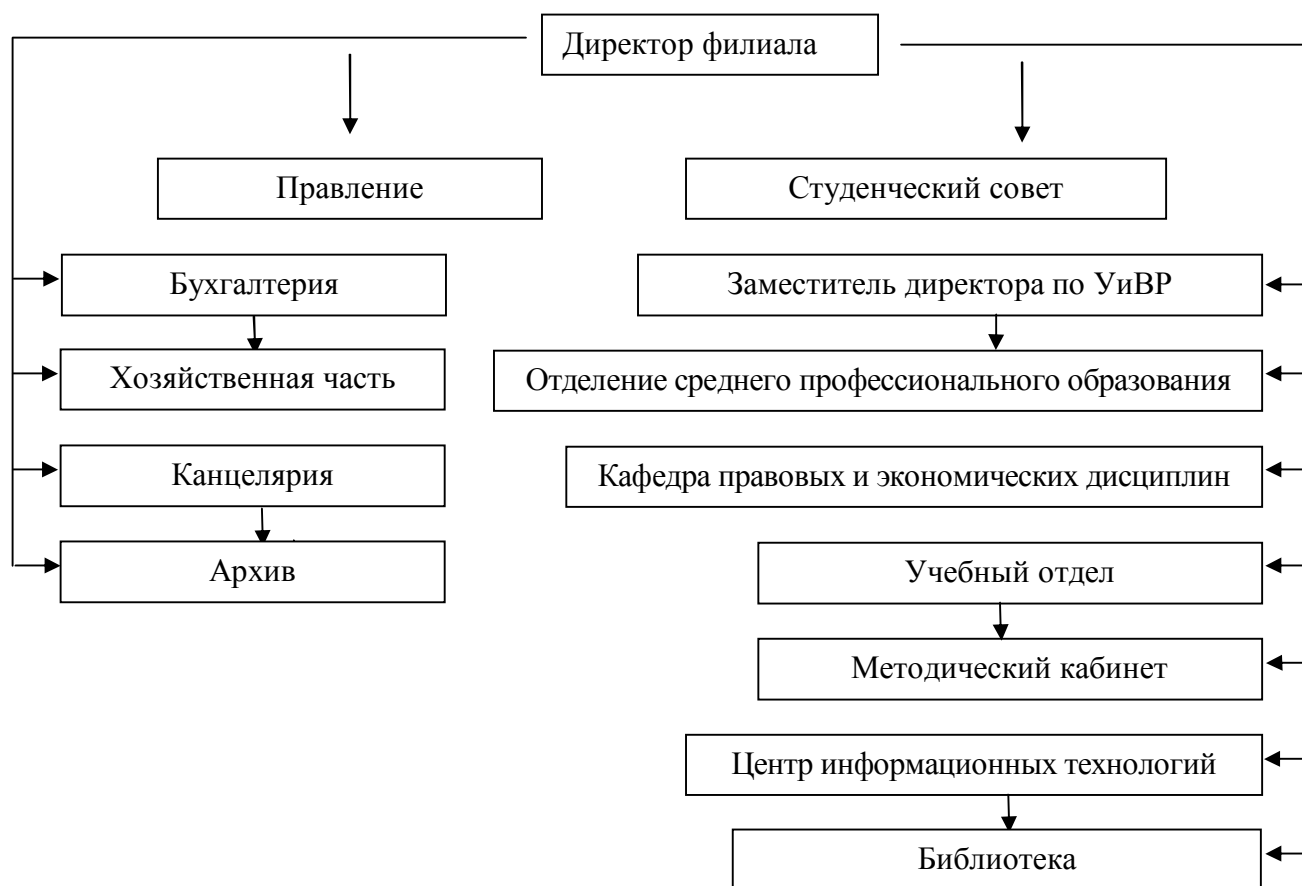 Директор филиала
Правление
Студенческий совет
Бухгалтерия
Заместитель директора по УиВР
Хозяйственная часть
Отделение среднего профессионального образования
Канцелярия
Кафедра правовых и экономических дисциплин
Архив
Учебный отдел
Методический кабинет
Центр информационных технологий
Библиотека